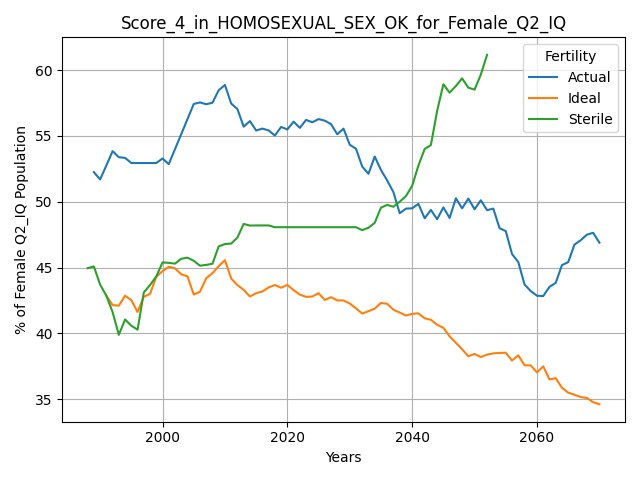 Score_4_in_HOMOSEXUAL_SEX_OK_for_Female_Q2_IQ
Fertility
Actual
Ideal
Sterile
% of Female Q2_IQ Population
60
55
50
45
40
35
2000
2020
2040
2060
Years